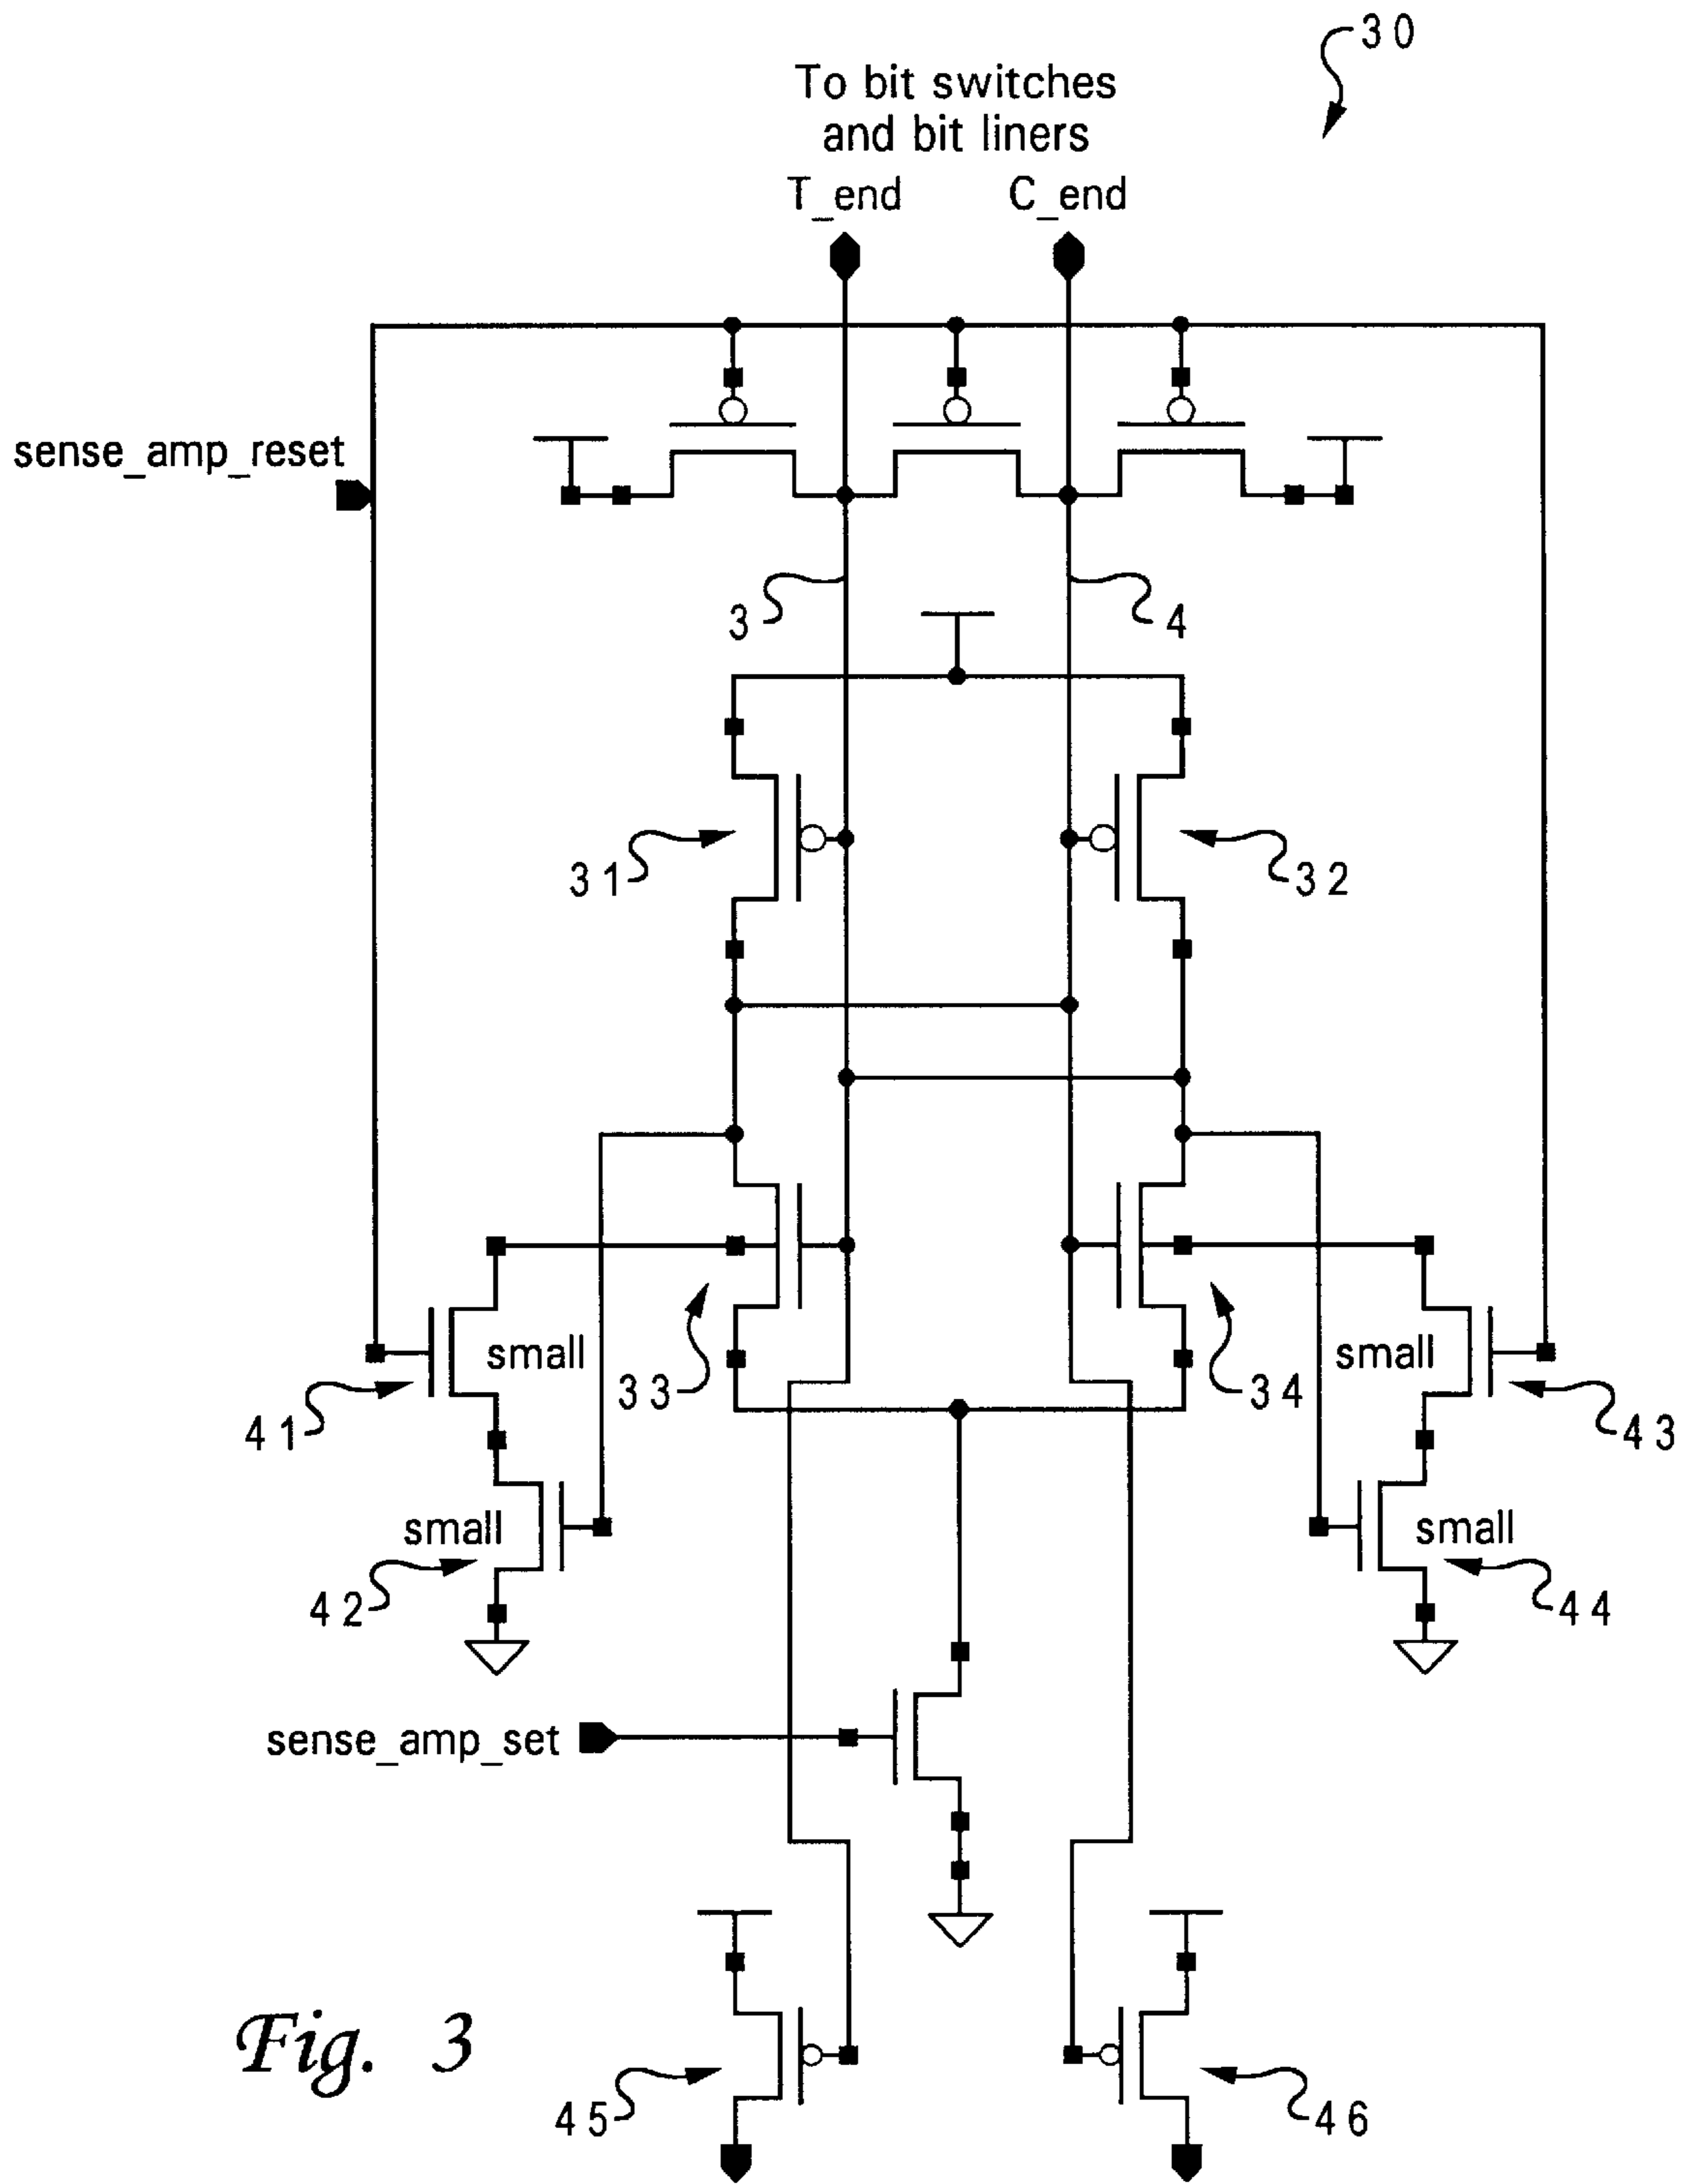 30
To bit switches
and bit liners
T_end C_end
sense_amp_reset
3 4
31 32
small small
33 34
41 43
small small
42 44
sense_amp_set
Fig. 3
45 46